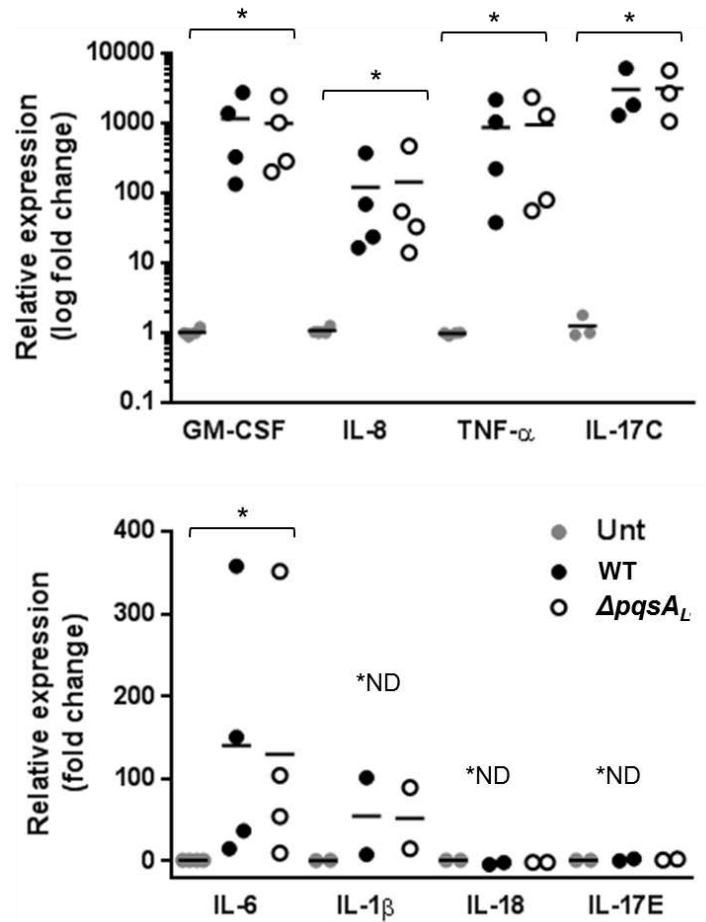 * * * *
Relative expression
(log fold change)
10000
1000
100
10
1
0.1
GM-CSF IL-8 TNF-α IL-17C
Relative expression
(fold change)
400
300
200
100
0
*
*ND
*ND *ND
Unt
WT
ΔpqsAL
IL-6 IL-1β IL-18 IL-17E